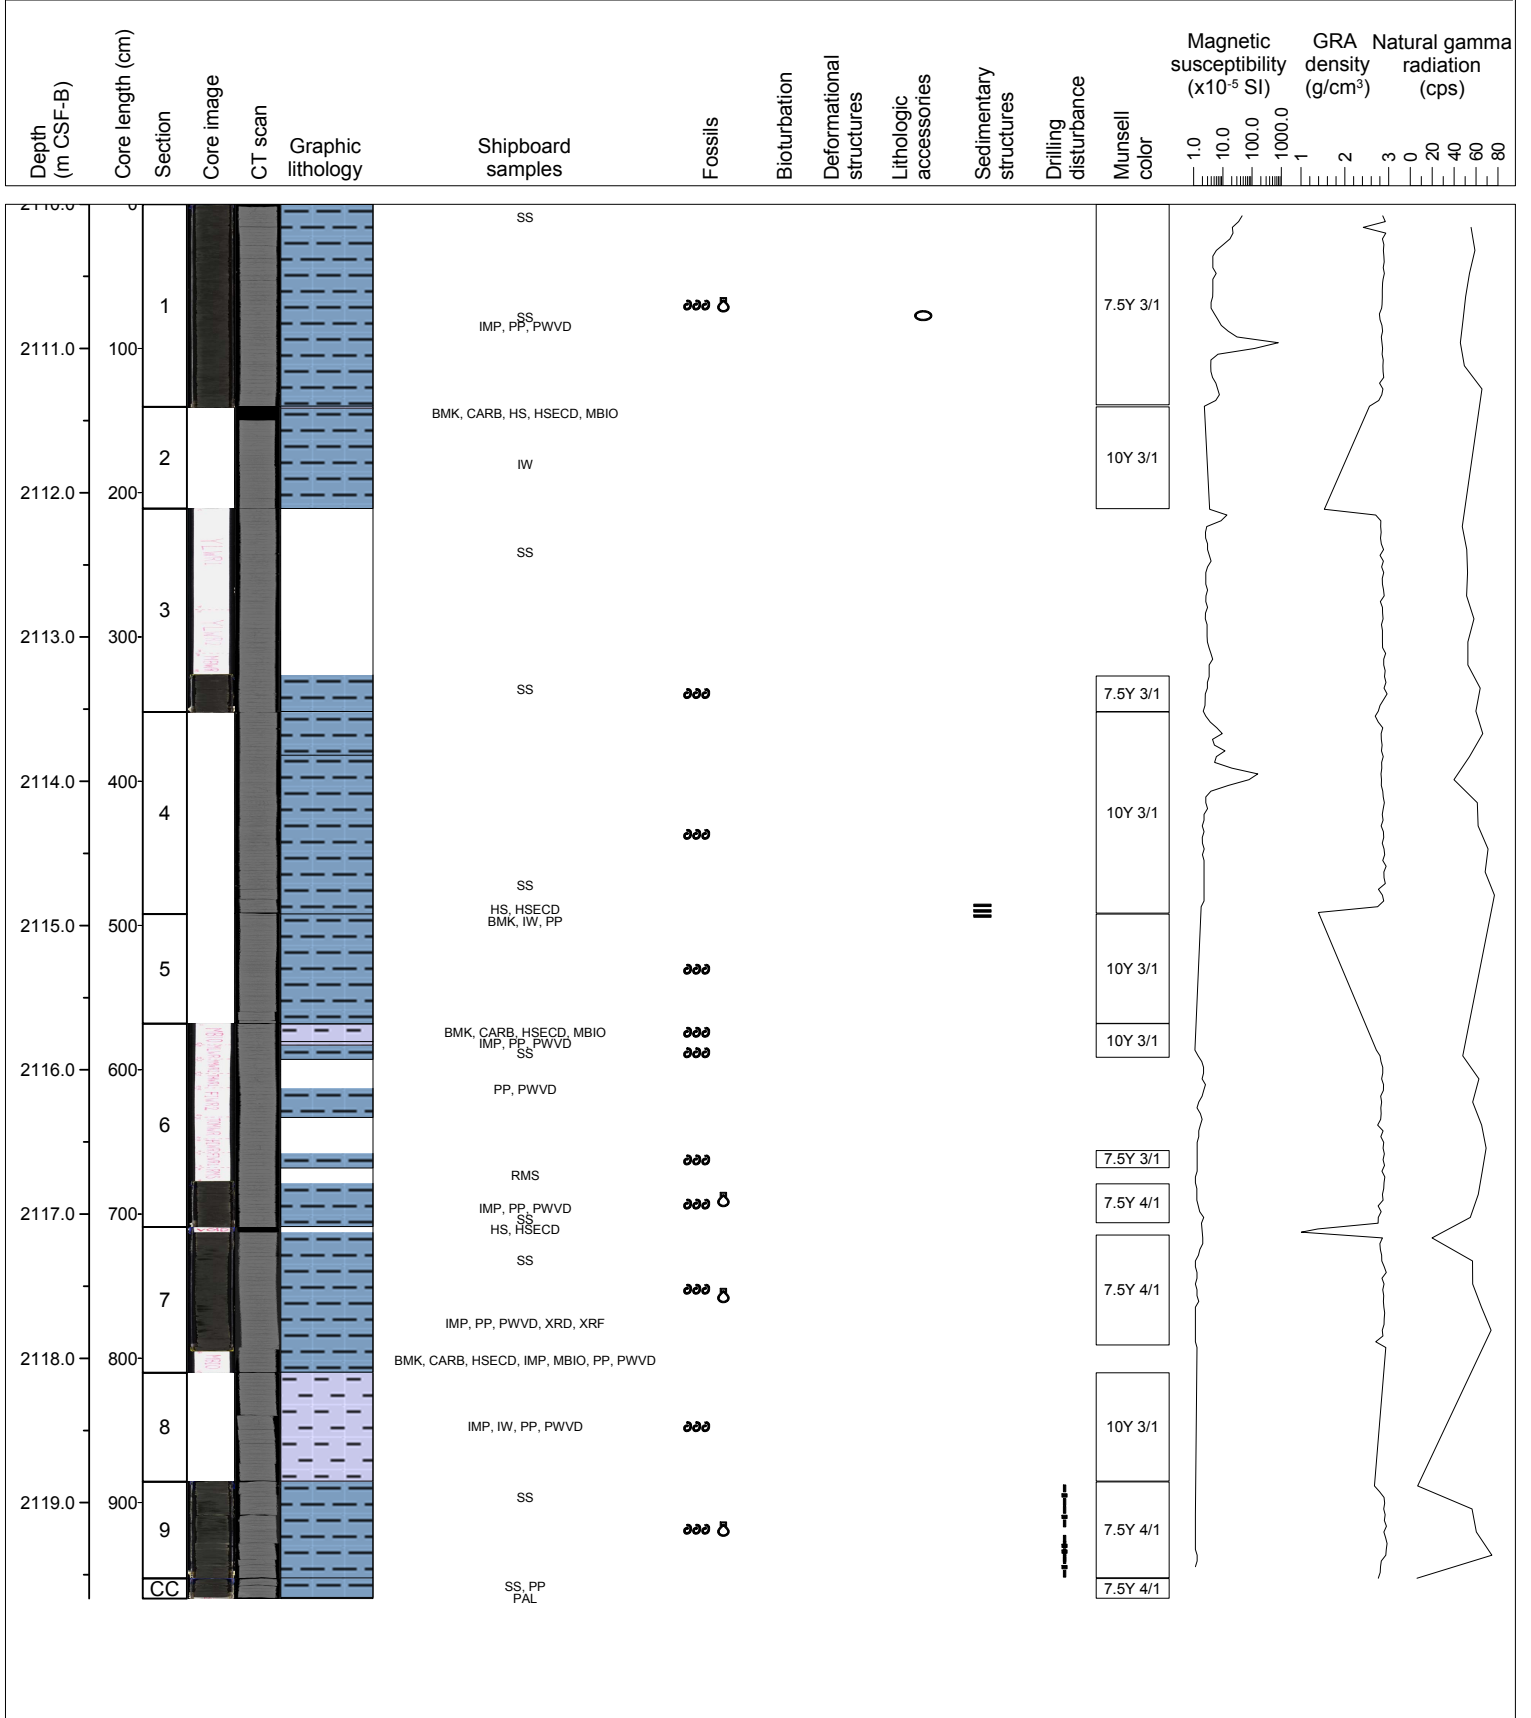 Depth
(m CSF-B)
Core length (cm)
Section
Core image
CT scan
Graphic
lithology
Shipboard
samples
Fossils
Bioturbation
Deformational
structures
Lithologic
accessories
Sedimentary
structures
Drilling
disturbance
Munsell
color
Magnetic
susceptibility
(x10-5 SI)
GRA
density
(g/cm3)
Natural gamma
radiation
(cps)
1.0 10.0 100.0 1000.0
1 2 3
0 20 40 60 80
2110.0 0
SS
1
7.5Y 3/1
SS
IMP, PP, PWVD
2111.0 100
BMK, CARB, HS, HSECD, MBIO
2
IW
10Y 3/1
2112.0 200
SS
3
2113.0 300
SS
7.5Y 3/1
2114.0 400
4
10Y 3/1
SS
HS, HSECD
BMK, IW, PP
2115.0 500
5
10Y 3/1
BMK, CARB, HSECD, MBIO
IMP, PP, PWVD
SS
10Y 3/1
2116.0 600
PP, PWVD
6
7.5Y 3/1
RMS
7.5Y 4/1
IMP, PP, PWVD
SS
2117.0 700
HS, HSECD
SS
7
7.5Y 4/1
IMP, PP, PWVD, XRD, XRF
2118.0 800
BMK, CARB, HSECD, IMP, MBIO, PP, PWVD
8
IMP, IW, PP, PWVD
10Y 3/1
SS
2119.0 900
9
7.5Y 4/1
CC
SS, PP
PAL
7.5Y 4/1